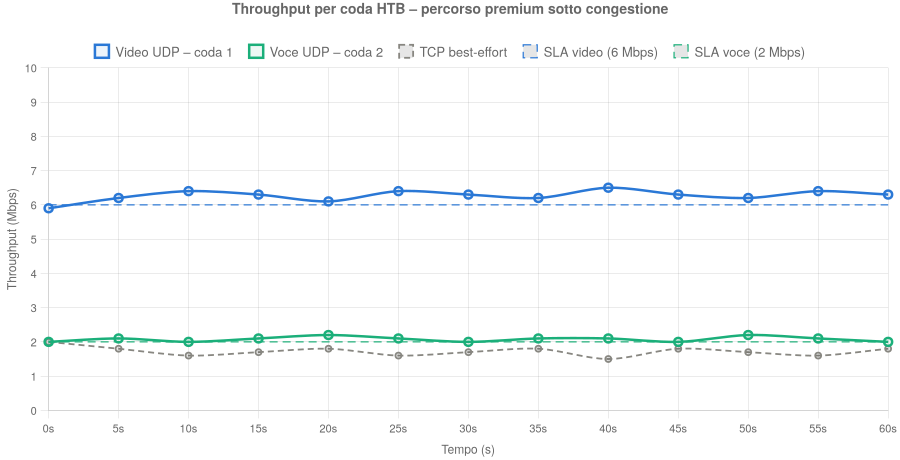 Throughput per coda HTB – percorso premium sotto congestione
Video UDP – coda 1 Voce UDP – coda 2 TCP best-effort SLA video (6 Mbps) SLA voce (2 Mbps)
10
9
8
7
6
5
4
3
2
1
0
Throughput (Mbps)
0s 5s 10s 15s 20s 25s 30s 35s 40s 45s 50s 55s 60s
Tempo (s)